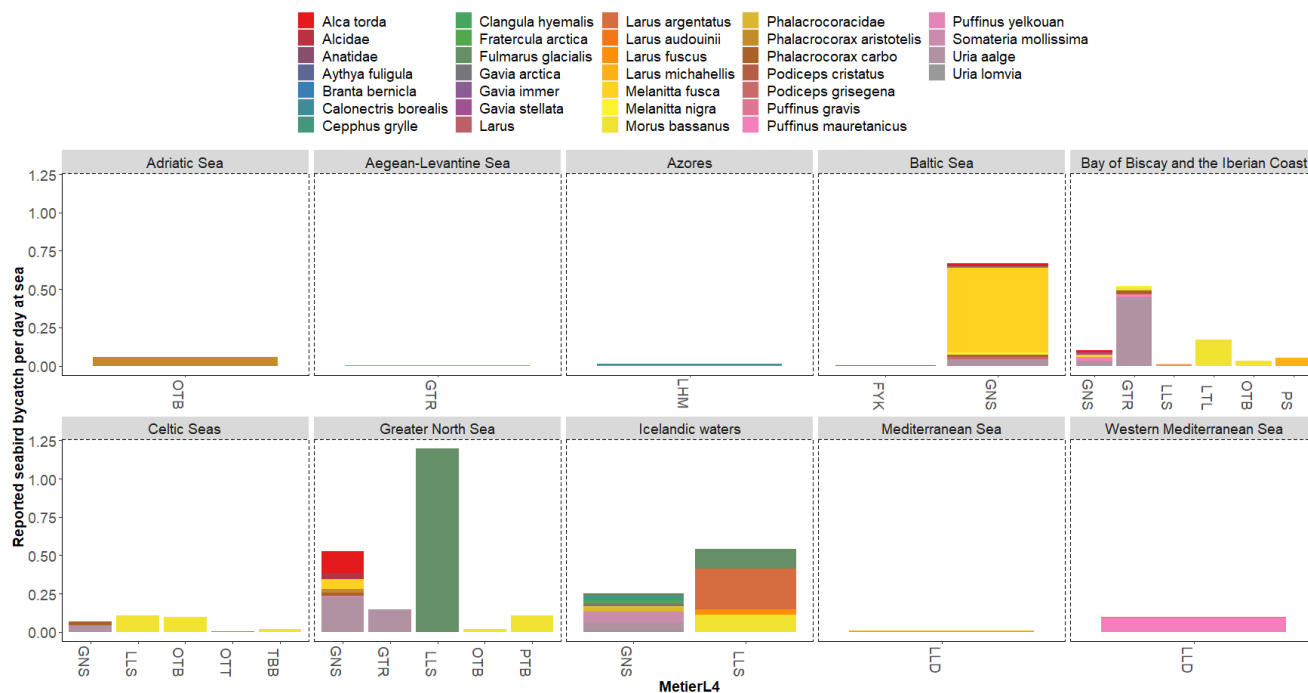 Alca torda Clangula hyemalis Larus argentatus Phalacrocoracidae Puffinus yelkouan
Alcidae Fratercula arctica Larus audouinii Phalacrocorax aristotelis Somateria mollissima
Anatidae Fulmarus glacialis Larus fuscus Phalacrocorax carbo Uria aalge
Aythya fuligula Gavia arctica Larus michahellis Podiceps cristatus Uria lomvia
Branta bernicla Gavia immer Melanitta fusca Podiceps grisegena
Calonectris borealis Gavia stellata Melanitta nigra Puffinus gravis
Cepphus grylle Larus Morus bassanus Puffinus mauretanicus
Adriatic Sea Aegean-Levantine Sea Azores Baltic Sea Bay of Biscay and the Iberian Coast
1.25
1.00
0.75
0.50
0.25
0.00
OTB GTR LHM FYK GNS GNS GTR LLS LTL OTB PS
Celtic Seas Greater North Sea Icelandic waters Mediterranean Sea Western Mediterranean Sea
1.25
1.00
0.75
0.50
0.25
0.00
GNS LLS OTB OTT TBB GNS GTR LLS OTB PTB GNS LLS LLD LLD
MetierL4
Reported seabird bycatch per day at sea